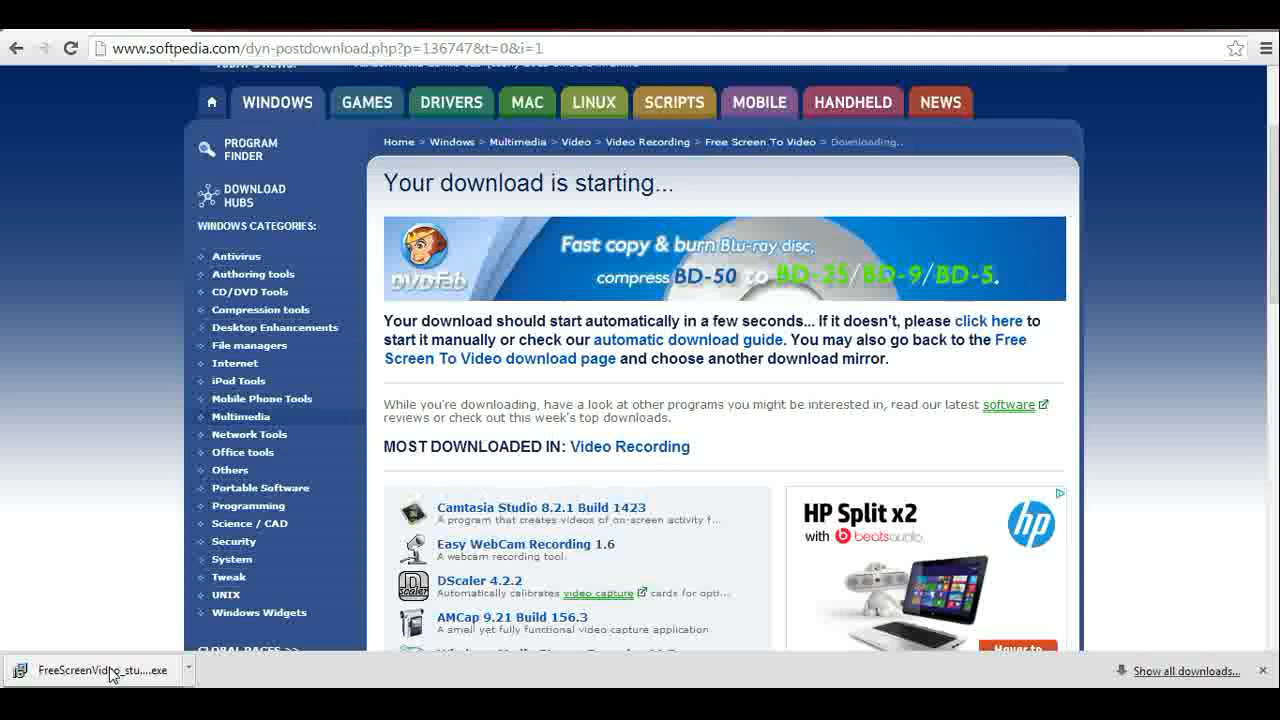 www.softpedia.com/dyn-postdownload.php?p=136747&t=0&i=1
WINDOWS
GAMES
DRIVERS
MAC
LINUX
SCRIPTS
MOBILE
HANDHELD
NEWS
PROGRAM
FINDER
DOWNLOAD
HUBS
WINDOWS CATEGORIES:
Antivirus
Authoring tools
CD/DVD Tools
Compression tools
Desktop Enhancements
File managers
Internet
iPod Tools
Mobile Phone Tools
Multimedia
Network Tools
Office tools
Others
Portable Software
Programming
Science / CAD
Security
System
Tweak
UNIX
Windows Widgets
Home > Windows > Multimedia > Video > Video Recording > Free Screen To Video > Downloading..
Your download is starting...
DVDFab
Fast copy & burn Blu-ray disc,
compress BD-50 to BD-25/BD-9/BD-5.
Your download should start automatically in a few seconds... If it doesn't, please click here to
start it manually or check our automatic download guide. You may also go back to the Free
Screen To Video download page and choose another download mirror.
While you're downloading, have a look at other programs you might be interested in, read our latest software
reviews or check out this week's top downloads.
MOST DOWNLOADED IN: Video Recording
Camtasia Studio 8.2.1 Build 1423
A program that creates videos of on-screen activity f...
Easy WebCam Recording 1.6
A webcam recording tool.
DScaler 4.2.2
Automatically calibrates video capture cards for opti...
AMCap 9.21 Build 156.3
A small yet fully functional video capture application
HP Split x2
with beatsaudio
hp
FreeScreenVideo_stu....exe
Show all downloads...